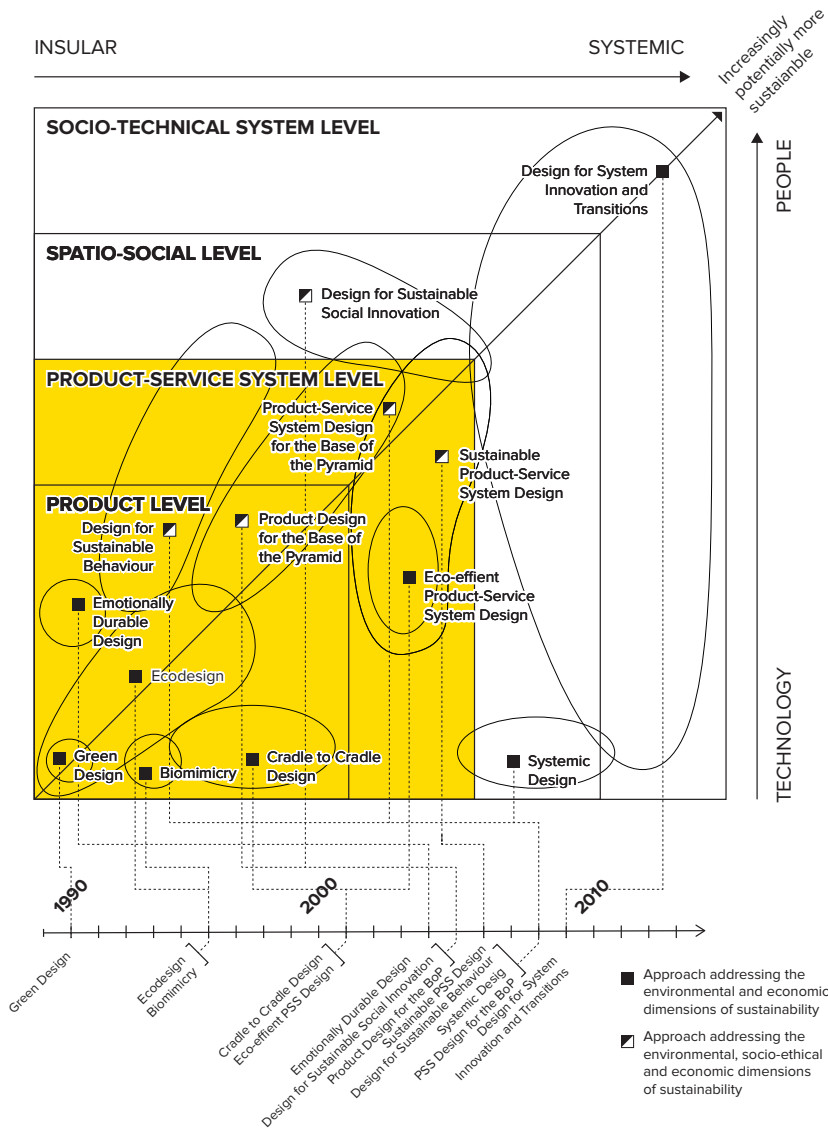 INSULAR
SYSTEMIC
Increasingly
potentially more
sustaianble
SOCIO-TECHNICAL SYSTEM LEVEL
PEOPLE
Design for System
Innovation and
Transitions
SPATIO-SOCIAL LEVEL
Design for Sustainable
Social Innovation
PRODUCT-SERVICE SYSTEM LEVEL
Product-Service
System Design
for the Base of
the Pyramid
Sustainable
Product-Service
System Design
PRODUCT LEVEL
Design for
Sustainable
Behaviour
Product Design
for the Base of
the Pyramid
Eco-effient
Product-Service
System Design
Emotionally
Durable
Design
Ecodesign
TECHNOLOGY
Green
Design
Biomimicry
Cradle to Cradle
Design
Systemic
Design
1990
2000
2010
Green Design
Ecodesign
Biomimicry
Cradle to Cradle Design
Eco-effient PSS Design
Emotionally Durable Design
Design for Sustainable Social Innovation
Product Design for the BoP
Sustainable PSS Design
Design for Sustainable Behaviour
Systemic Desig
PSS Design for the BoP
Design for System
Innovation and Transitions
Approach addressing the
environmental and economic
dimensions of sustainability
Approach addressing the
environmental, socio-ethical
and economic dimensions
of sustainability